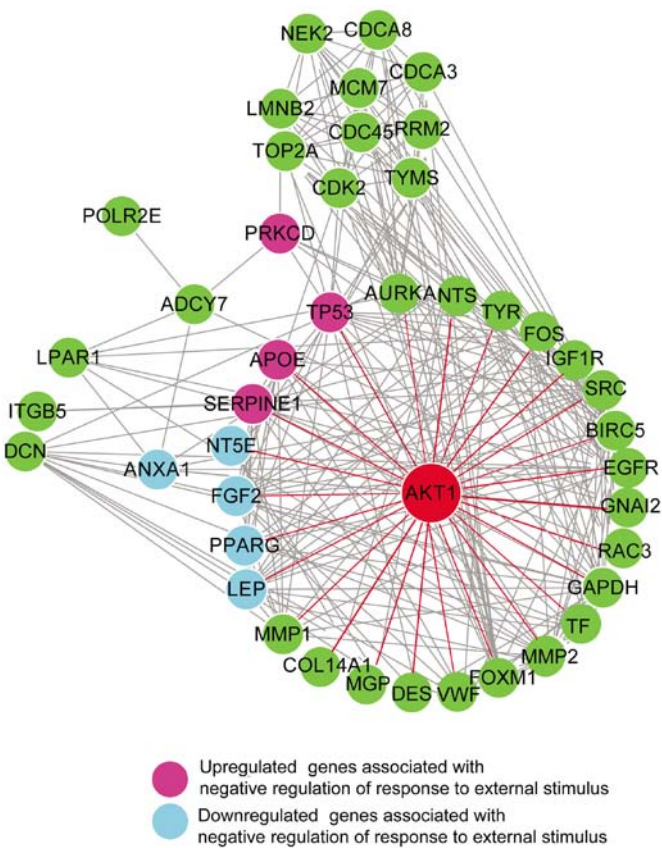 NEK2
CDCA8
CDCA3
MCM7
LMNB2
CDC45
RRM2
TOP2A
CDK2
TYMS
POLR2E
PRKCD
ADCY7
TP53
AURKA
NTS
TYR
FOS
LPAR1
APOE
IGF1R
SRC
ITGB5
SERPINE1
BIRC5
DCN
NT5E
ANXA1
EGFR
FGF2
AKT1
GNAI2
PPARG
RAC3
LEP
GAPDH
TF
MMP1
MMP2
COL14A1
FOXM1
MGP
DES
VWF
Upregulated genes associated with
negative regulation of response to external stimulus
Downregulated genes associated with
negative regulation of response to external stimulus